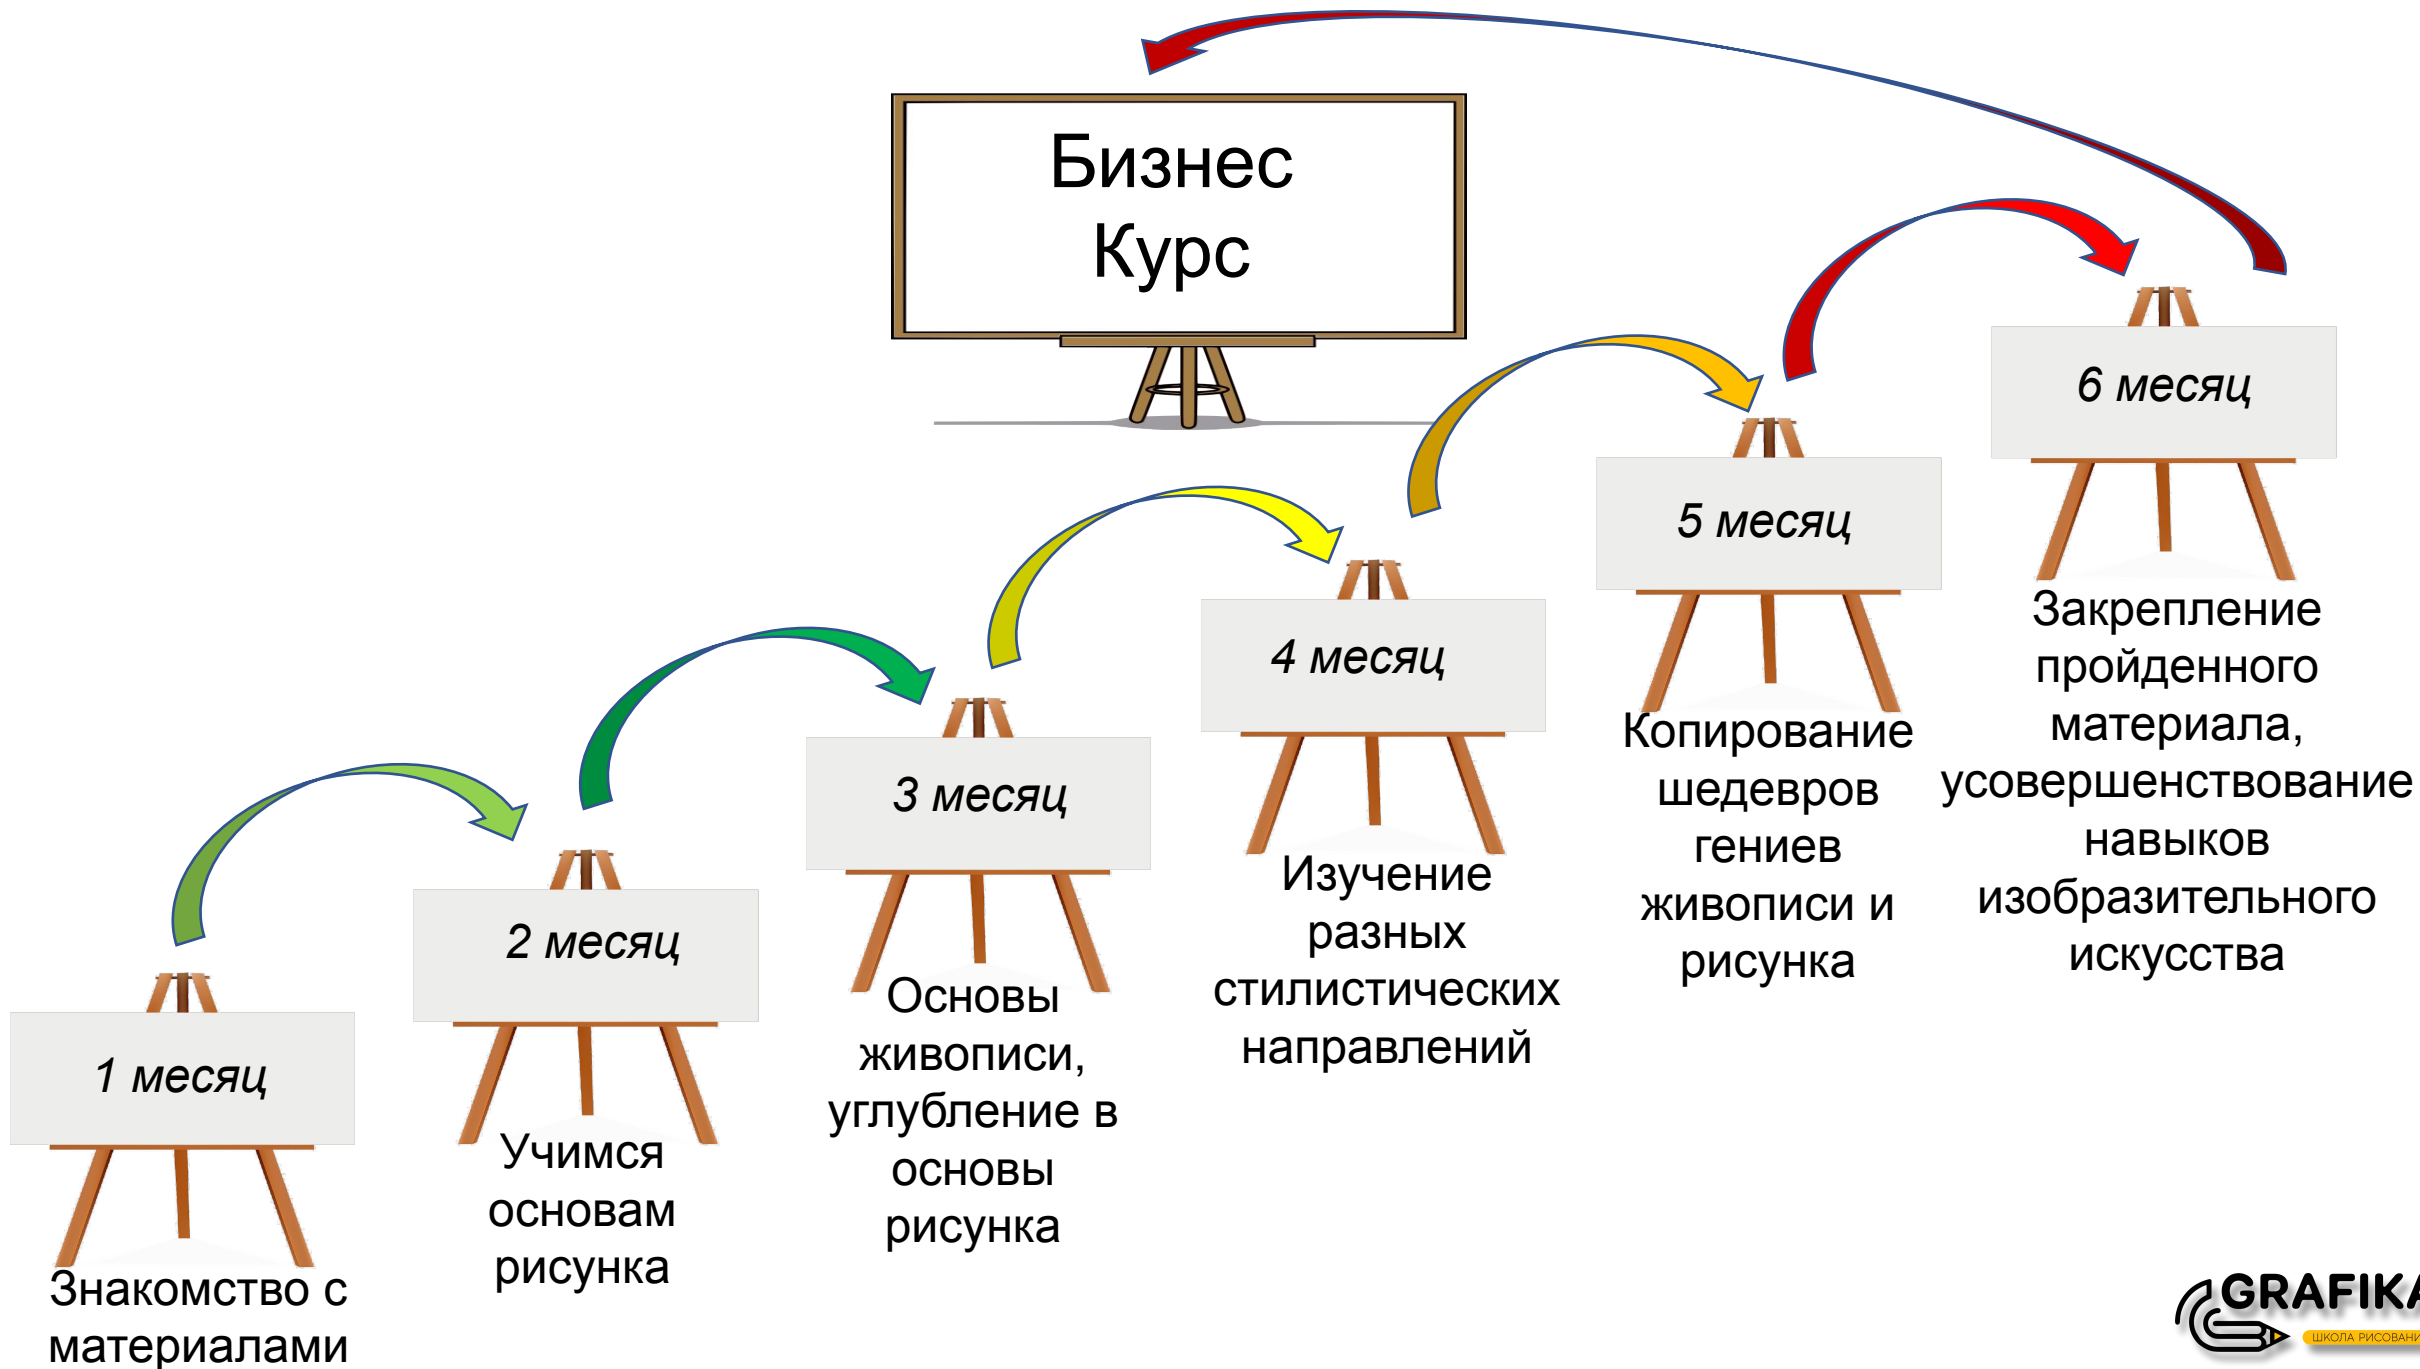 Бизнес
Курс
1 месяц
Знакомство с
материалами
2 месяц
Учимся
основам
рисунка
3 месяц
Основы
живописи,
углубление в
основы
рисунка
4 месяц
Изучение
разных
стилистических
направлений
5 месяц
Копирование
шедевров
гениев
живописи и
рисунка
6 месяц
Закрепление
пройденного
материала,
усовершенствование
навыков
изобразительного
искусства
GRAFIKA
ШКОЛА РИСОВАНИ